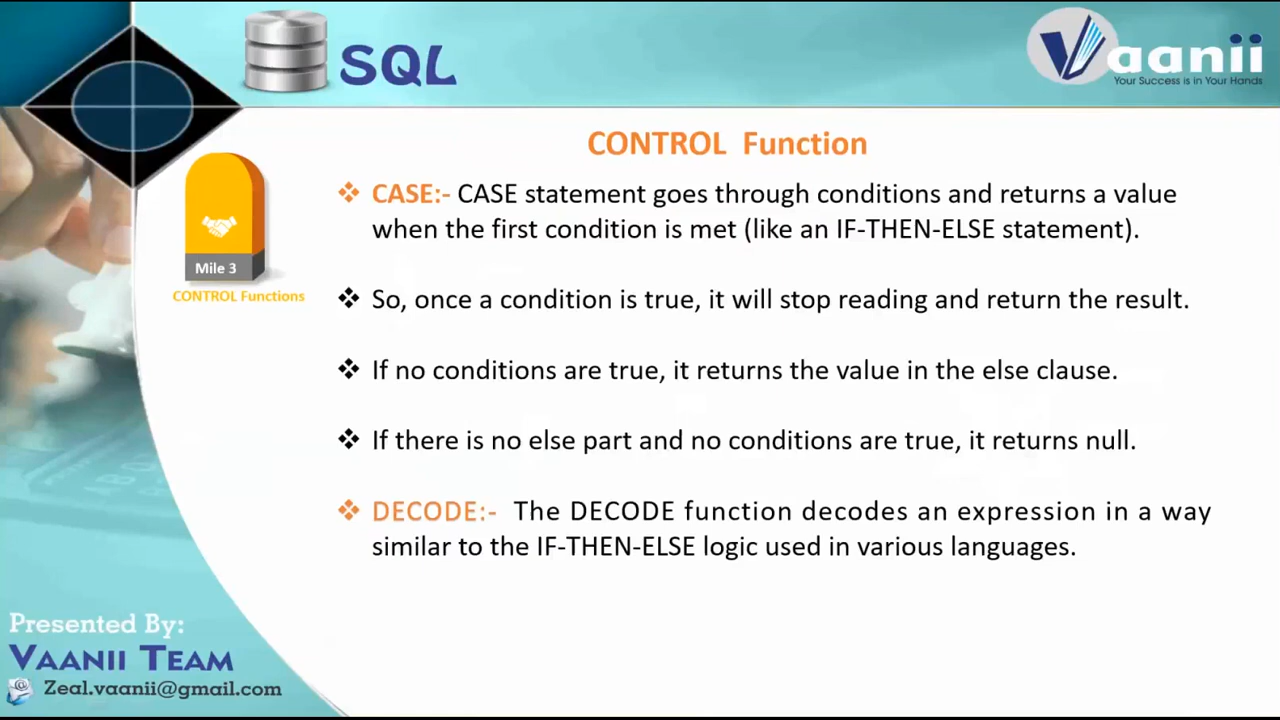 SQL
Vaanii
Your Success is in Your Hands
CONTROL Function
Mile 3
CONTROL Functions
CASE:- CASE statement goes through conditions and returns a value
when the first condition is met (like an IF-THEN-ELSE statement).
So, once a condition is true, it will stop reading and return the result.
If no conditions are true, it returns the value in the else clause.
If there is no else part and no conditions are true, it returns null.
DECODE:- The DECODE function decodes an expression in a way
similar to the IF-THEN-ELSE logic used in various languages.
Presented By:
VAANII TEAM
Zeal.vaanii@gmail.com